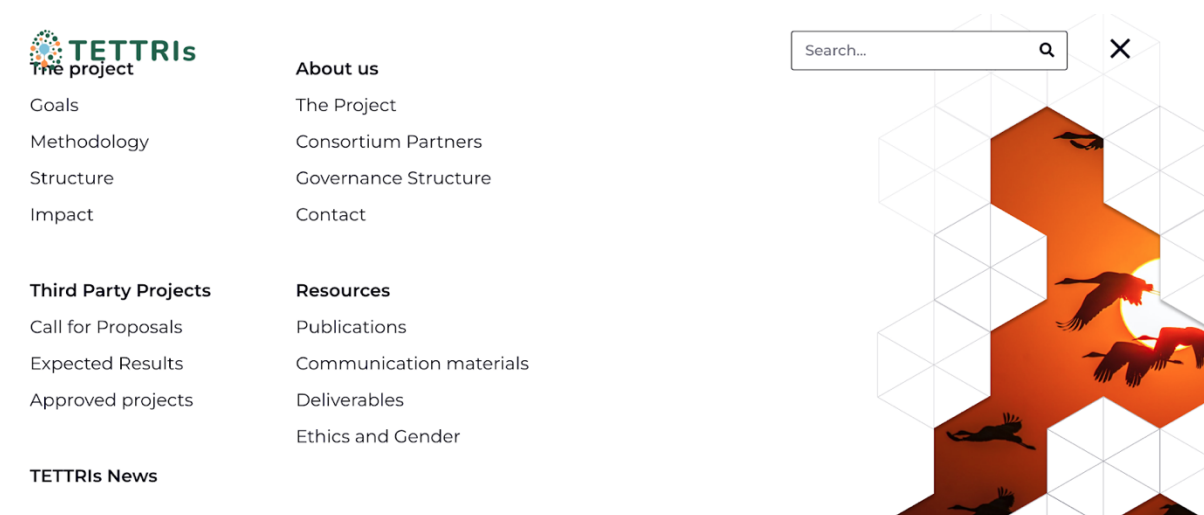 TETTRIs
Search...
The project
Goals
Methodology
Structure
Impact
About us
The Project
Consortium Partners
Governance Structure
Contact
Third Party Projects
Call for Proposals
Expected Results
Approved projects
Resources
Publications
Communication materials
Deliverables
Ethics and Gender
TETTRIs News